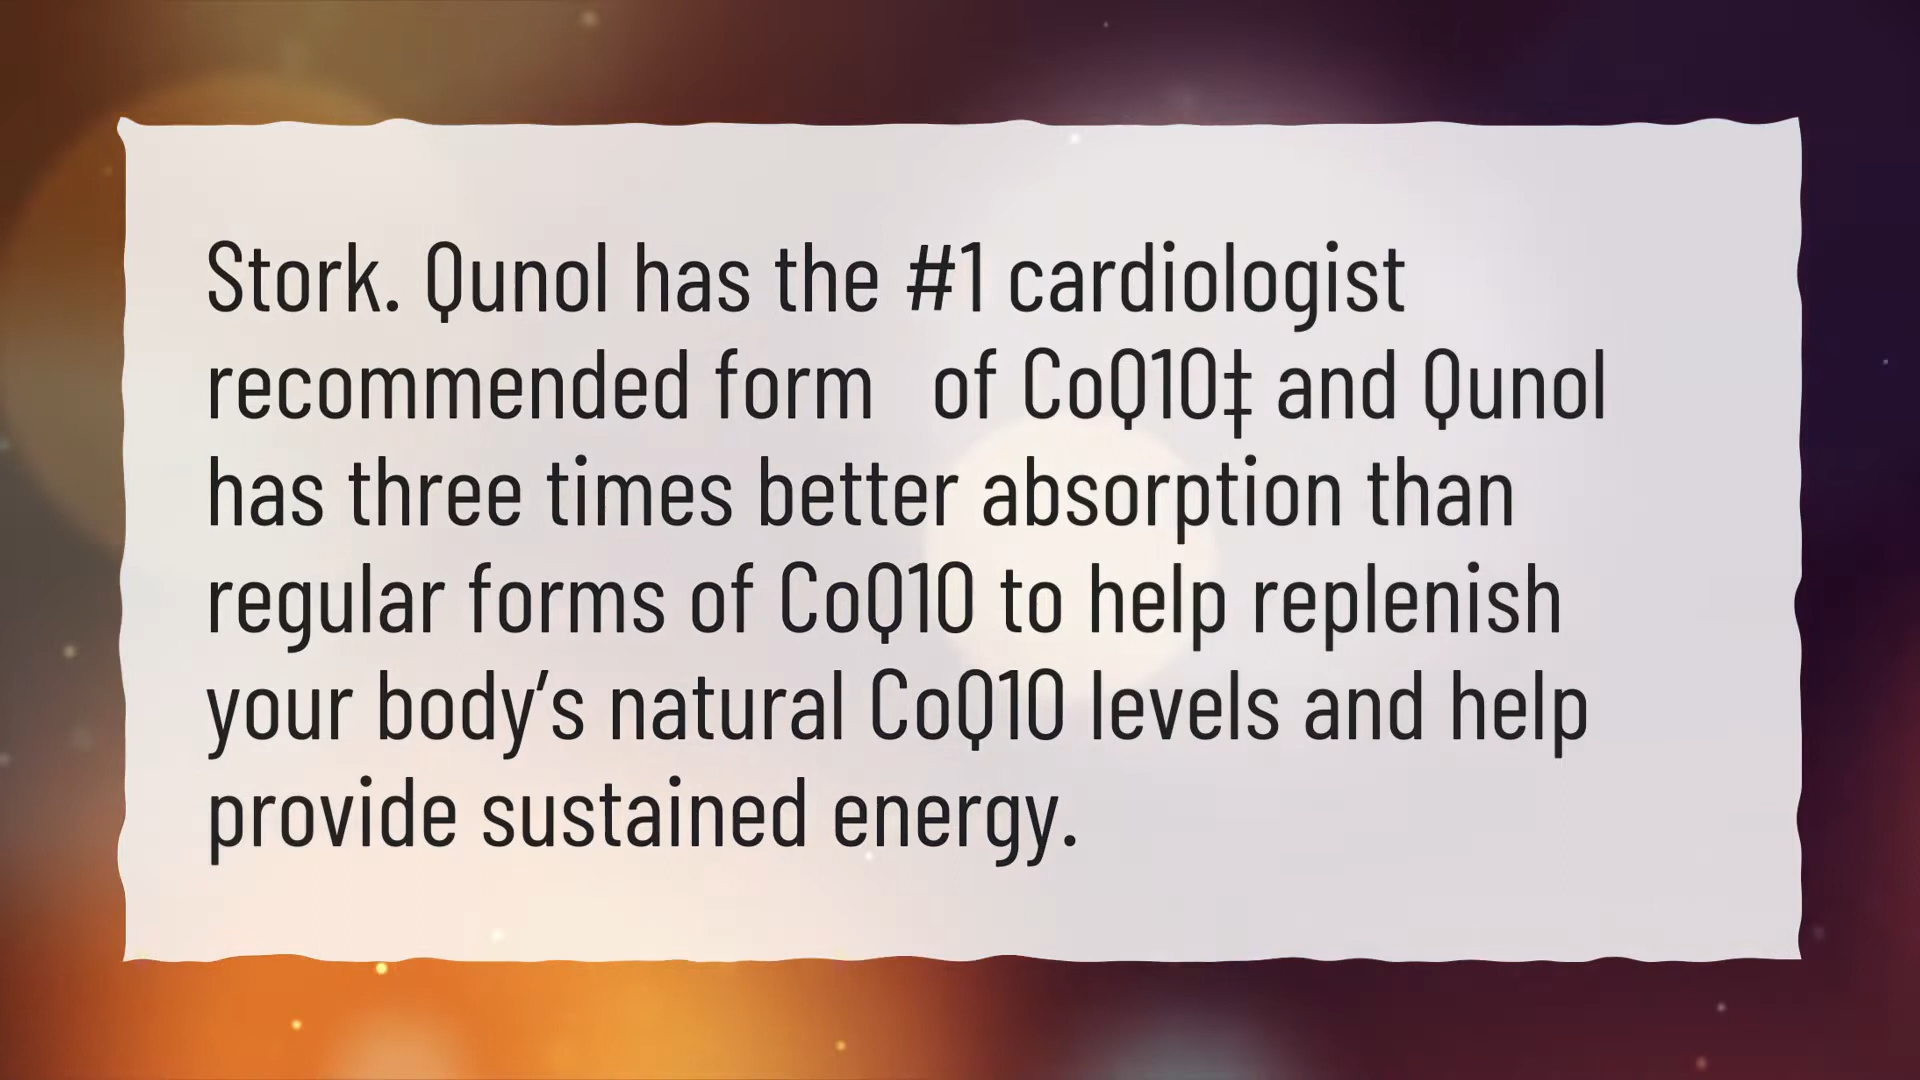 Stork. Qunol has the #1 cardiologist
recommended form   of CoQ10‡ and Qunol
has three times better absorption than
regular forms of CoQ10 to help replenish
your body’s natural CoQ10 levels and help
provide sustained energy.